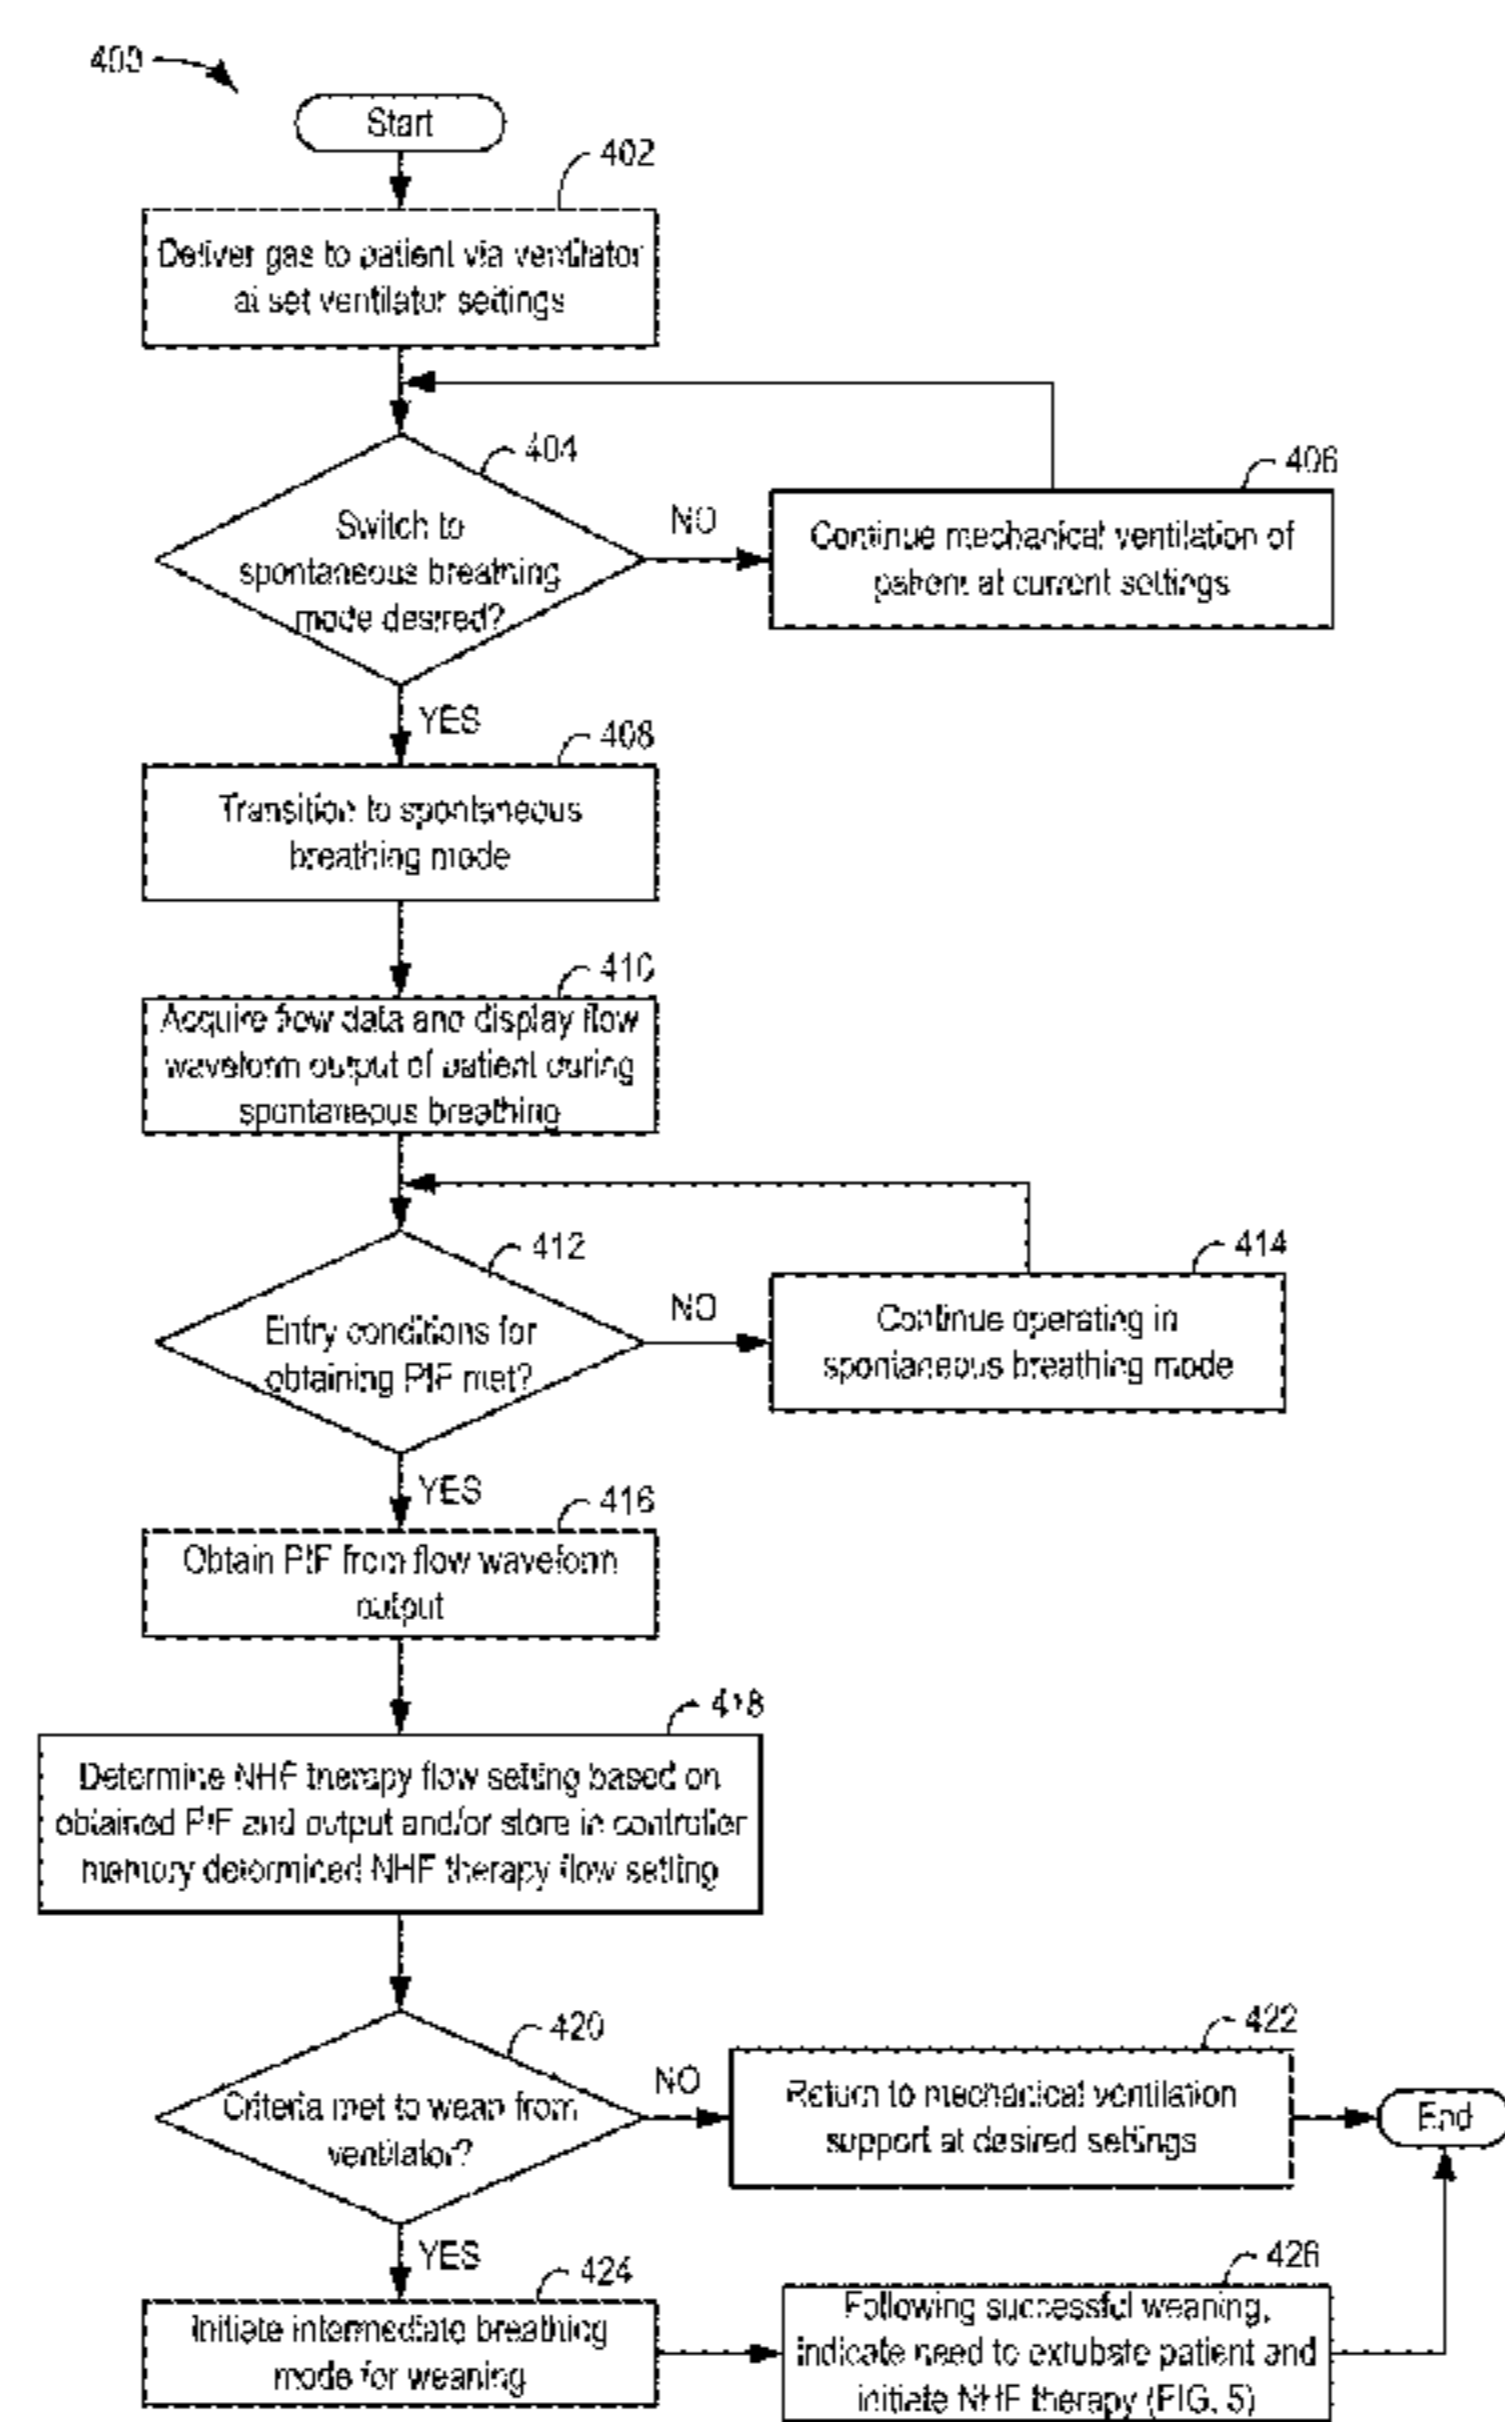 400
Start
402
Deliver gas to patient via ventilator
at set ventilator settings
404
Switch to
spontaneous breathing
mode desired?
NO
406
Continue mechanical ventilation of
patient at current settings
YES
408
Transition to spontaneous
breathing mode
410
Acquire flow data and display flow
waveform output of patient during
spontaneous breathing
412
Entry conditions for
obtaining PIF met?
NO
414
Continue operating in
spontaneous breathing mode
YES
416
Obtain PIF from flow waveform
output
418
Determine NHF therapy flow setting based on
obtained PIF and output and/or store in controller
memory determined NHF therapy flow setting
420
Criteria met to wean from
ventilator?
NO
422
Return to mechanical ventilation
support at desired settings
End
YES
424
Initiate intermediate breathing
mode for weaning
426
Following successful weaning,
indicate need to extubate patient and
initiate NHF therapy (FIG. 5)